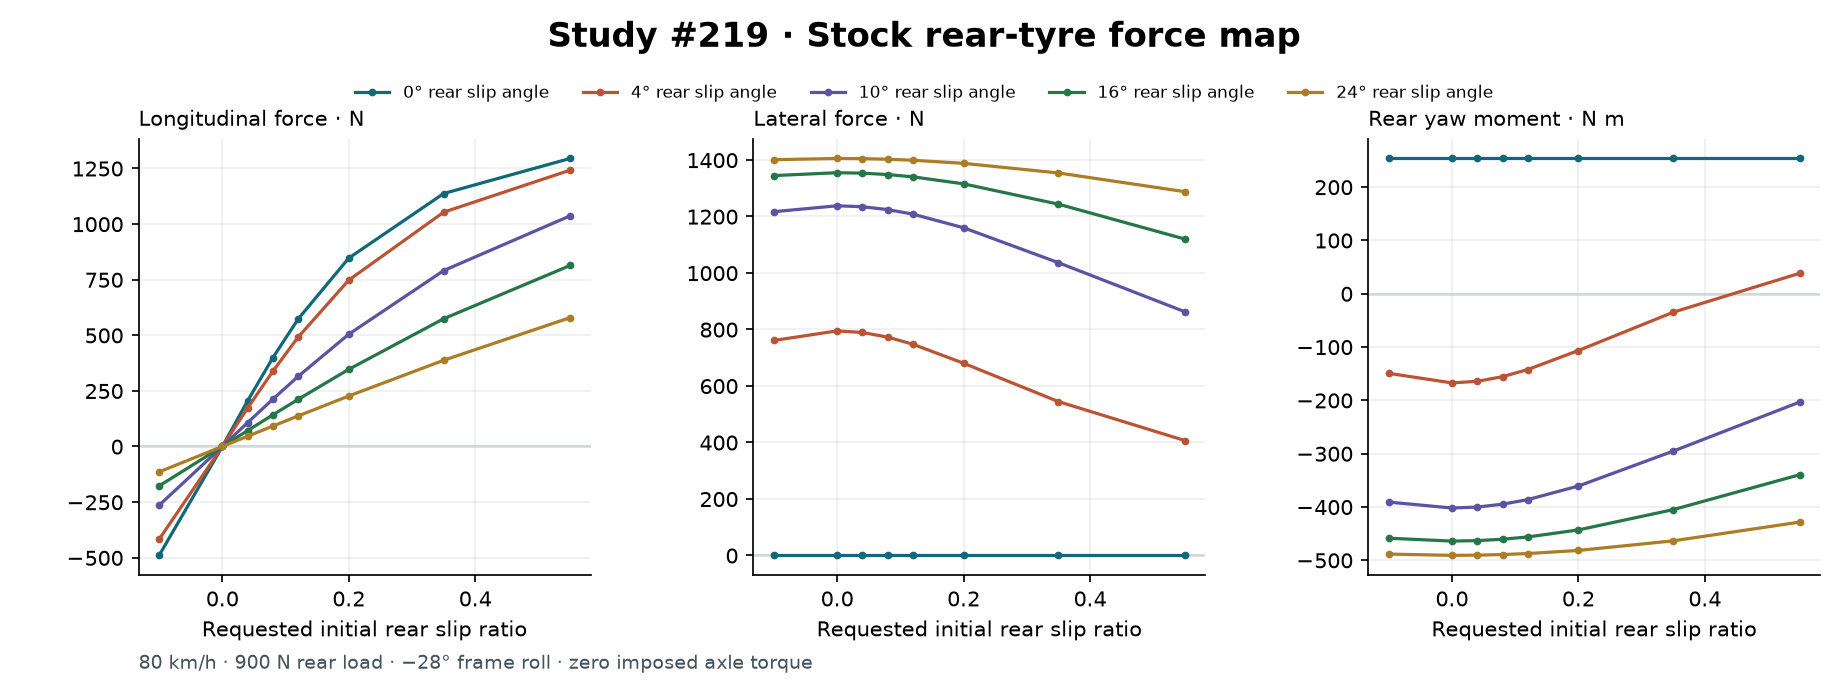 Study #219 · Stock rear-tyre force map
0° rear slip angle 4° rear slip angle 10° rear slip angle 16° rear slip angle 24° rear slip angle
Longitudinal force · N
1250
1000
750
500
250
0
−250
−500
0.0 0.2 0.4
Requested initial rear slip ratio
Lateral force · N
1400
1200
1000
800
600
400
200
0
0.0 0.2 0.4
Requested initial rear slip ratio
Rear yaw moment · N m
200
100
0
−100
−200
−300
−400
−500
0.0 0.2 0.4
Requested initial rear slip ratio
80 km/h · 900 N rear load · −28° frame roll · zero imposed axle torque